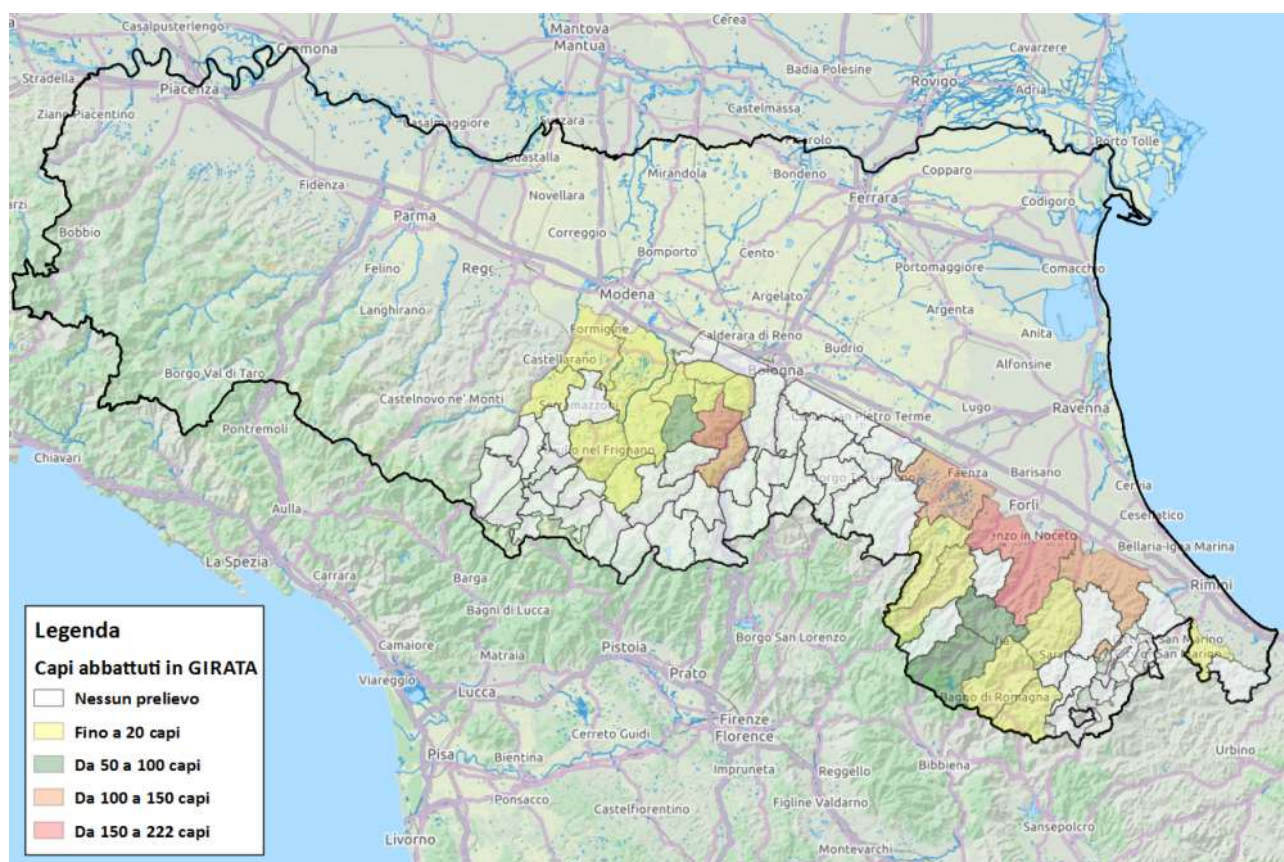 Casalpusterlengo
Cremona
Mantova
Mantua
Cerea
Cavarzere
Stradella
Piacenza
Badia Polesine
Rovigo
Adria
Ziano Piacentino
Casalmaggiore
Castelmassa
Porto Tolle
Guastalla
Fidenza
Novellara
Mirandola
Bondeno
Copparo
Ferrara
Codigoro
Parma
Correggio
Bobbio
Felino
Bomporto
Cento
Portomaggiore
Comacchio
Langhirano
Modena
Argelato
Argenta
Anita
Formigine
Calderara di Reno
Budrio
Alfonsine
Castellarano
Bologna
Borgo Val di Taro
Castelnovo ne' Monti
San Pietro Terme
Lugo
Ravenna
Pontremoli
Chiavari
Faenza
Barisano
Forlì
Cervia
Cesenatico
Aulla
Bellaria-Igea Marina
Rimini
La Spezia
Carrara
Barga
Bagni di Lucca
Borgo San Lorenzo
San Marino
Camaiore
Matraia
Pistoia
Viareggio
Lucca
Prato
Bagno di Romagna
Firenze
Florence
Cerreto Guidi
Urbino
Pisa
Bientina
Impruneta
Reggello
Bibbiena
Ponsacco
Figline Valdarno
Castelfiorentino
Sansepolcro
Livorno
Montevarchi
Legenda
Capi abbattuti in GIRATA
Nessun prelievo
Fino a 20 capi
Da 50 a 100 capi
Da 100 a 150 capi
Da 150 a 222 capi